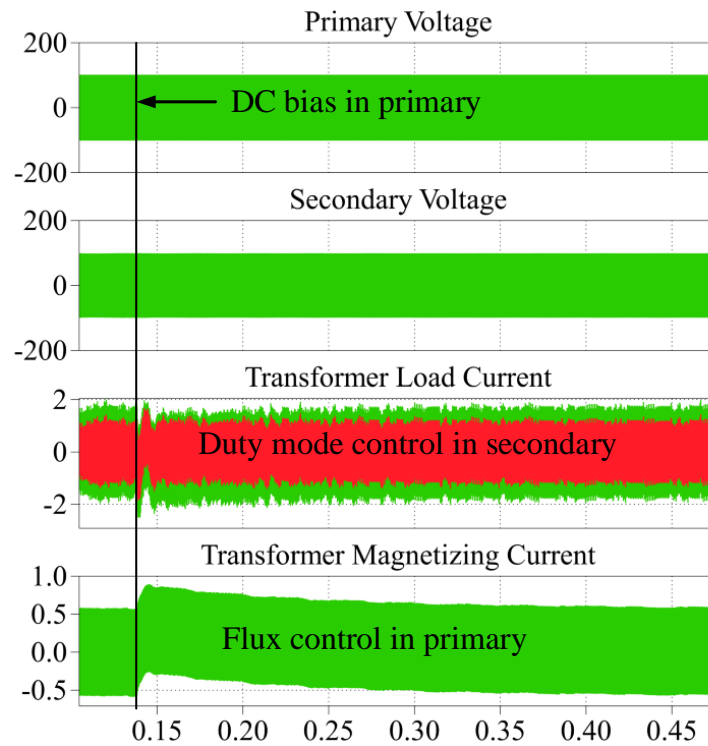 Primary Voltage
200
0
-200
DC bias in primary
Secondary Voltage
200
0
-200
Transformer Load Current
2
0
-2
Duty mode control in secondary
Transformer Magnetizing Current
1.0
0.5
0.0
-0.5
Flux control in primary
0.15 0.20 0.25 0.30 0.35 0.40 0.45